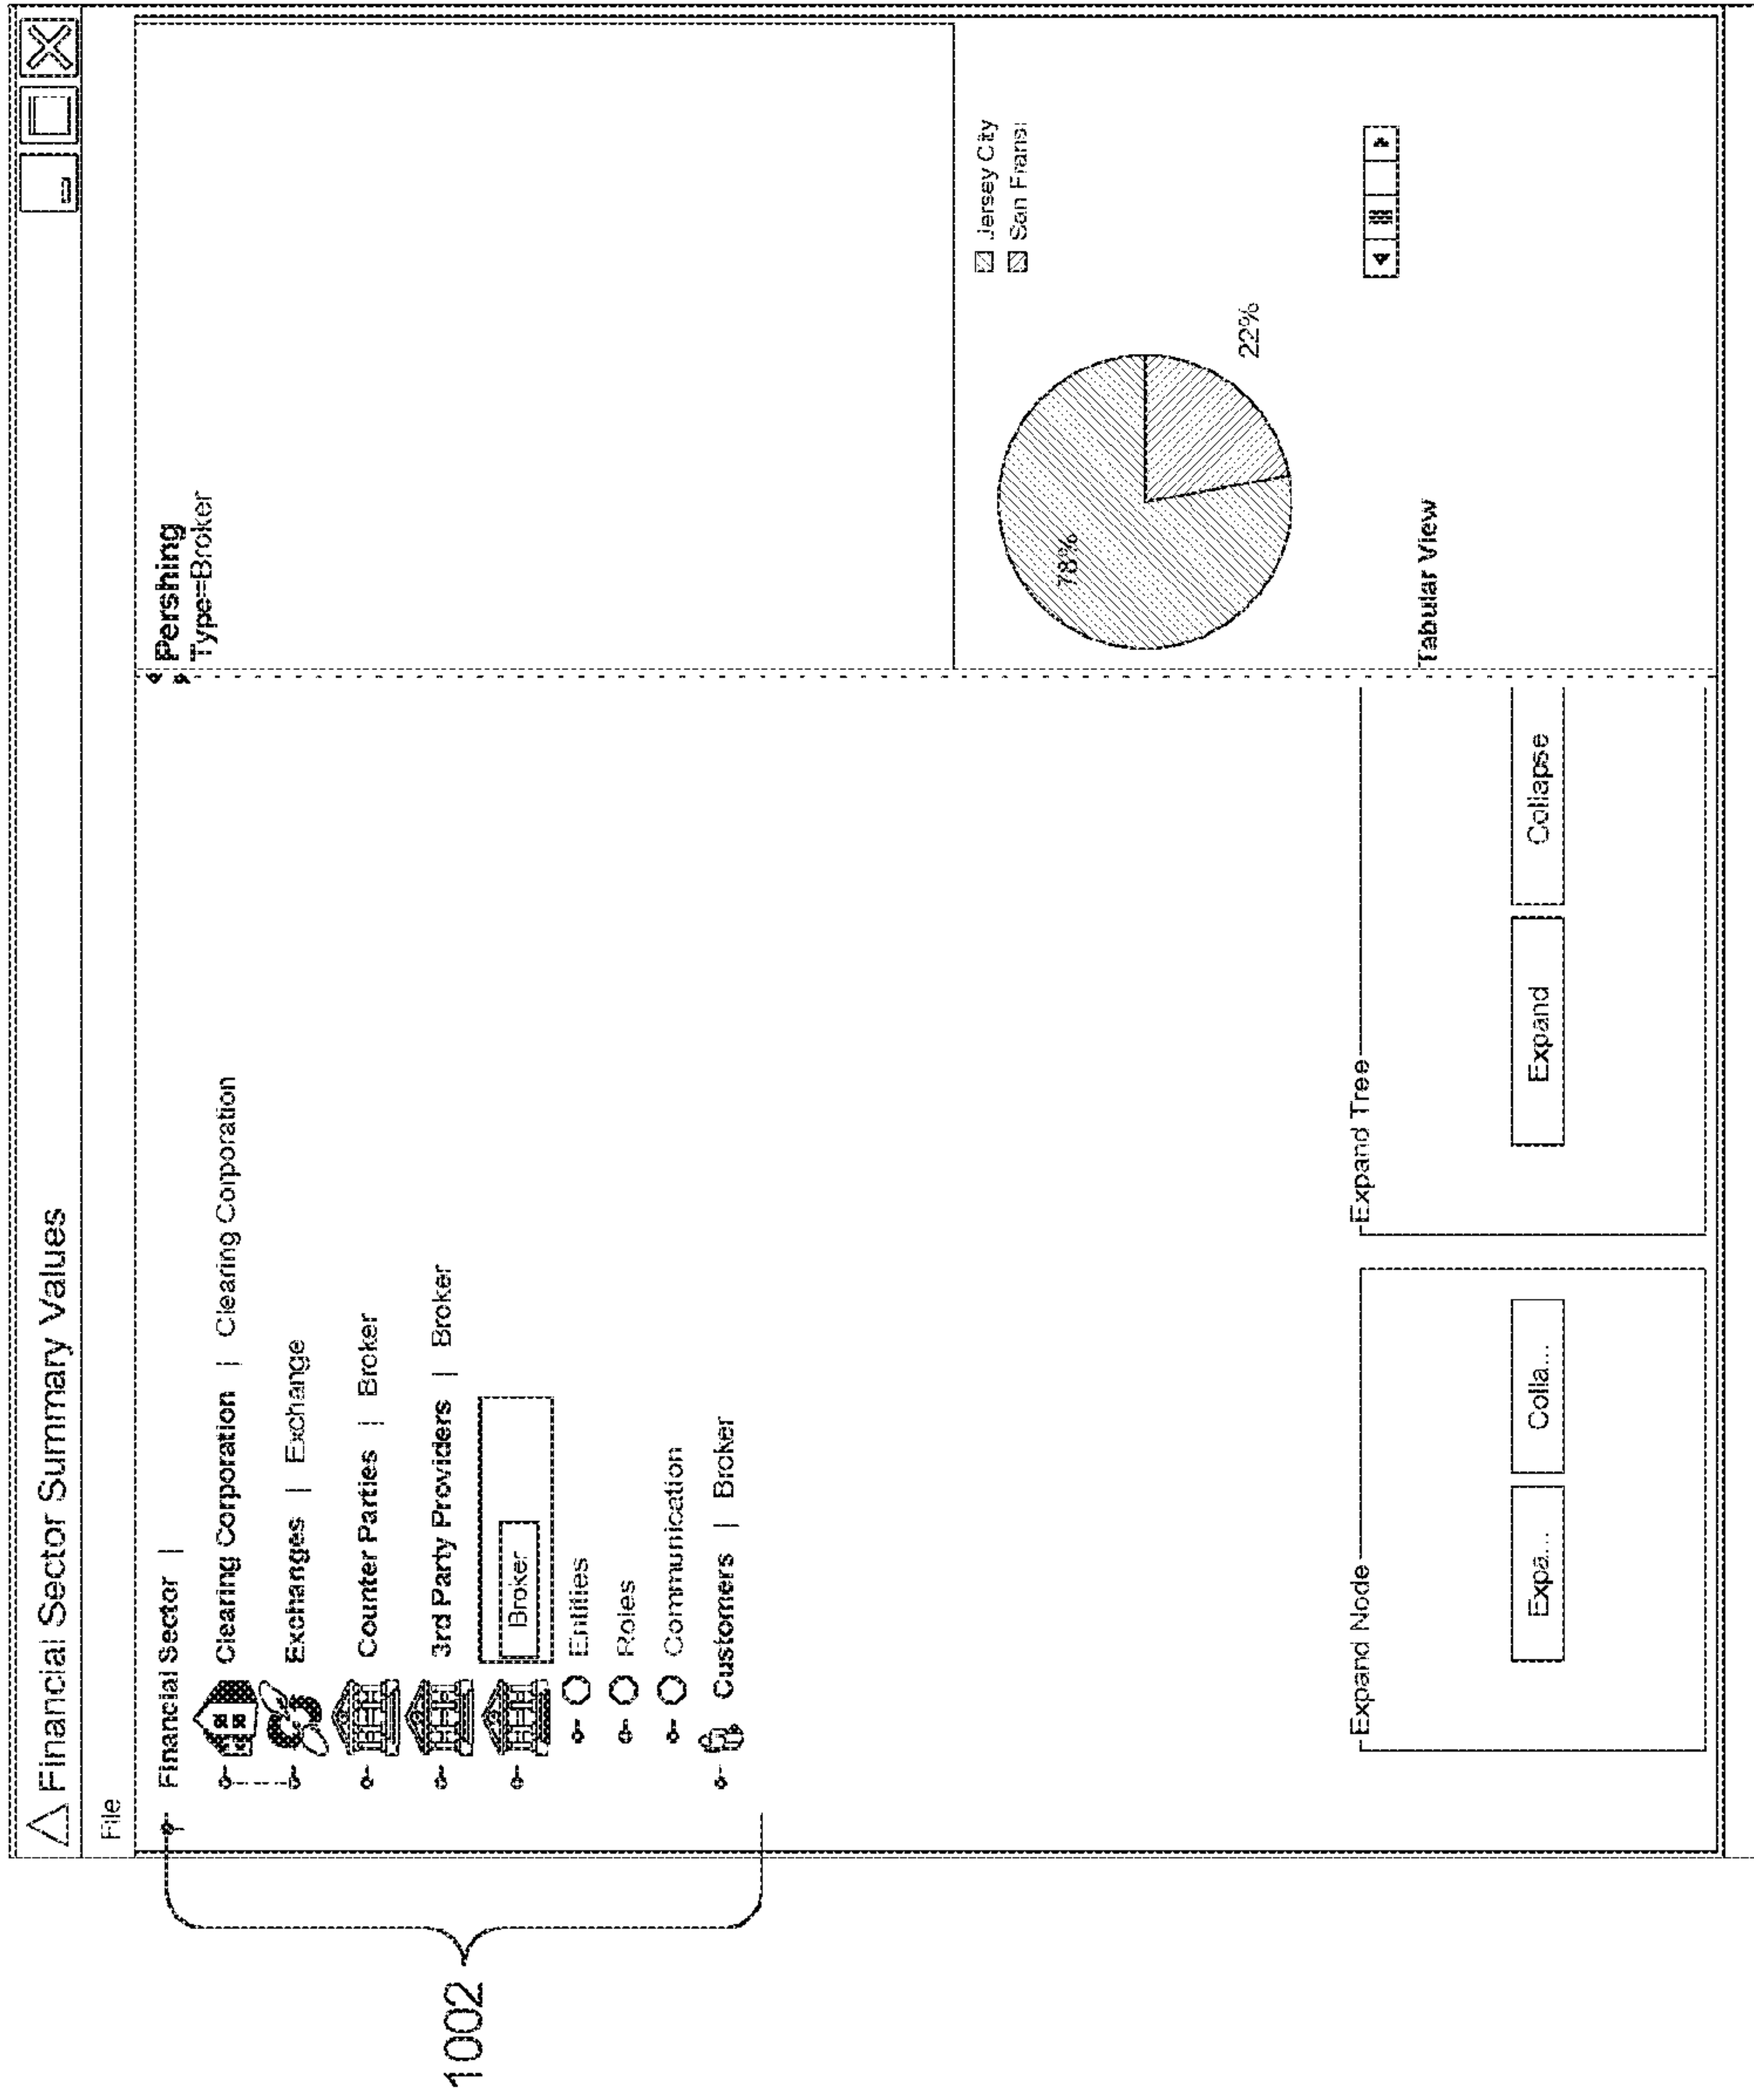 Financial Sector Summary Values
File
Financial Sector |
Clearing Corporation | Clearing Corporation
Exchanges | Exchange
Counter Parties | Broker
3rd Party Providers | Broker
Broker
Entities
Roles
Communication
Customers | Broker
1002
Expand Node
Expa...
Colla...
Expand Tree
Expand
Collapse
Pershing
Type=Broker
Jersey City
San Frans
78%
22%
Tabular View